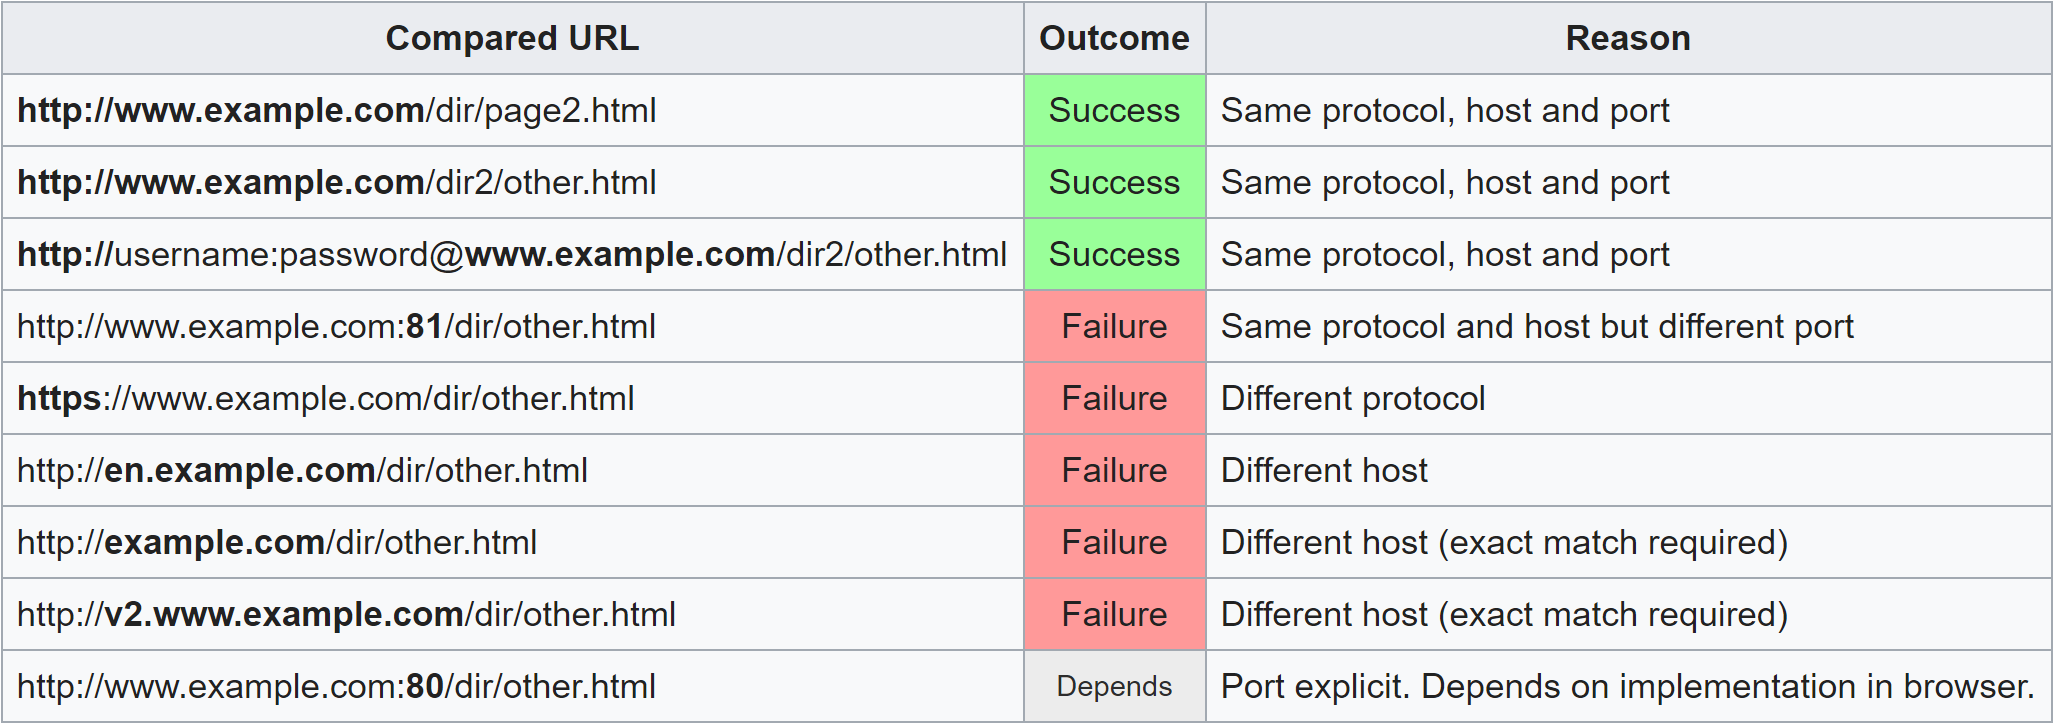 Compared URL Outcome Reason
http://www.example.com/dir/page2.html Success Same protocol, host and port
http://www.example.com/dir2/other.html Success Same protocol, host and port
http://username:password@www.example.com/dir2/other.html Success Same protocol, host and port
http://www.example.com:81/dir/other.html Failure Same protocol and host but different port
https://www.example.com/dir/other.html Failure Different protocol
http://en.example.com/dir/other.html Failure Different host
http://example.com/dir/other.html Failure Different host (exact match required)
http://v2.www.example.com/dir/other.html Failure Different host (exact match required)
http://www.example.com:80/dir/other.html Depends Port explicit. Depends on implementation in browser.